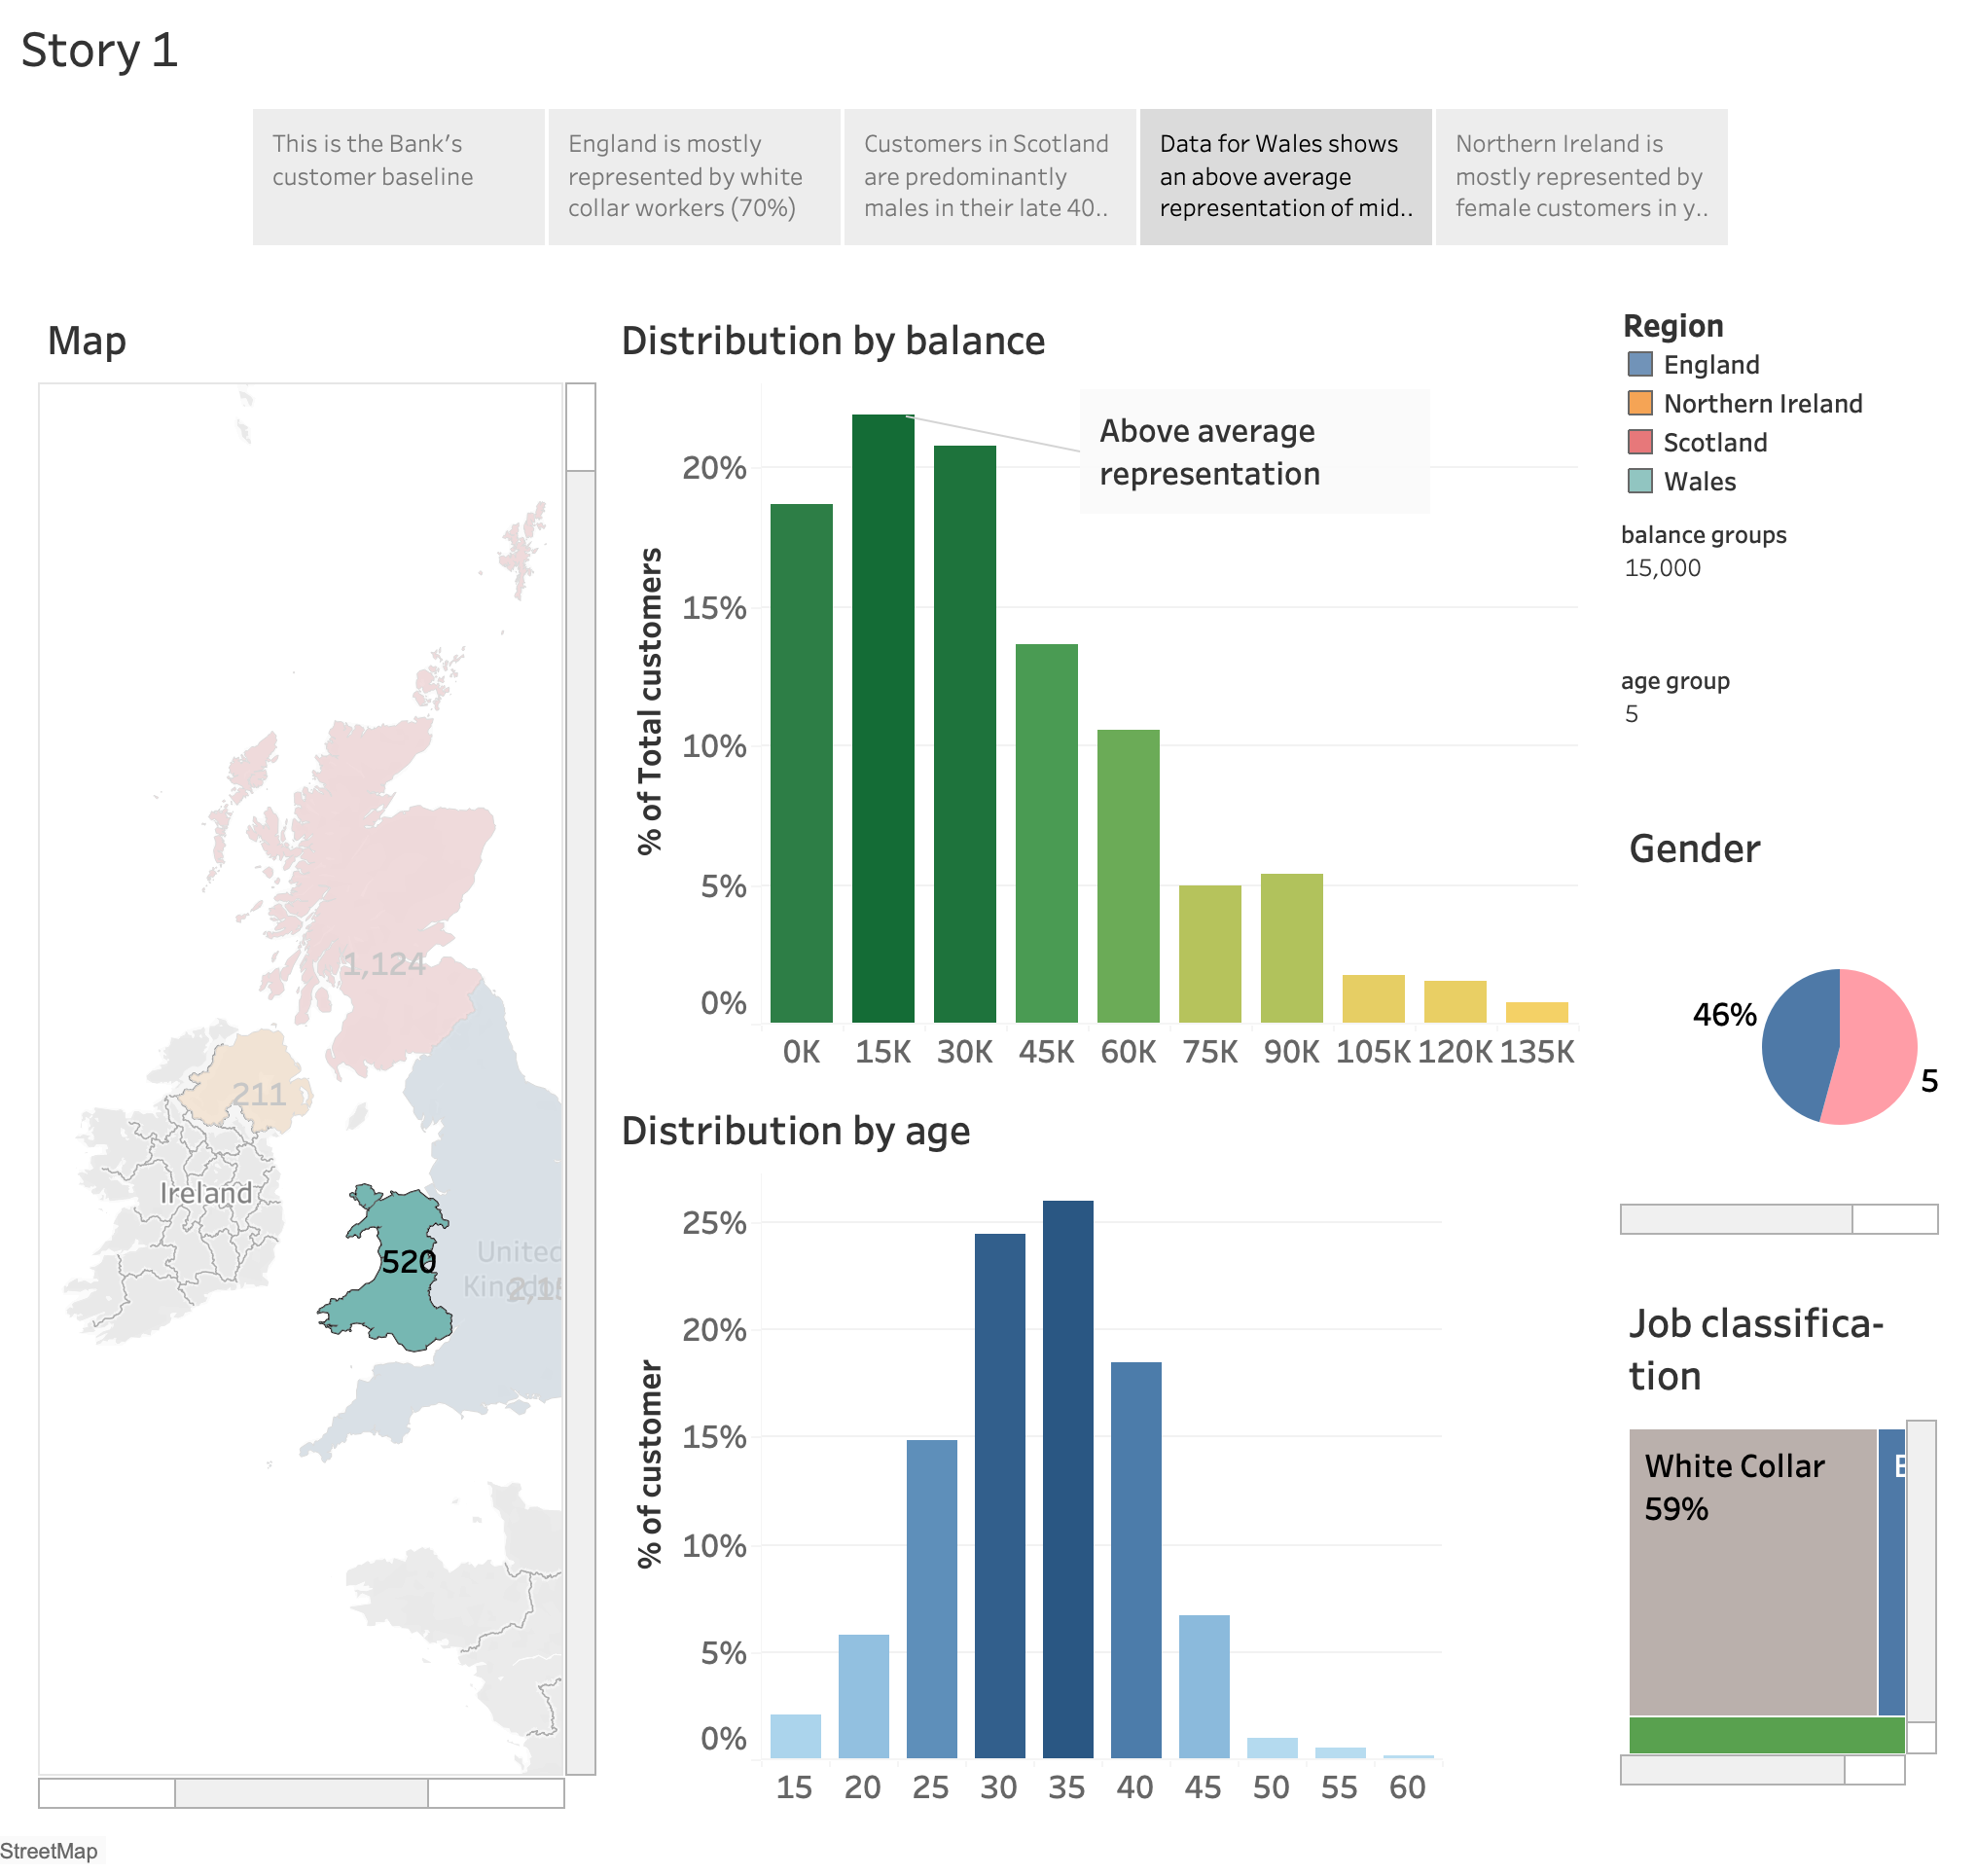 Story 1
This is the Bank's
customer baseline
England is mostly
represented by white
collar workers (70%)
Customers in Scotland
are predominantly
males in their late 40..
Data for Wales shows
an above average
representation of mid..
Northern Ireland is
mostly represented by
female customers in y..
Map
1,124
211
Ireland
520
United
Kingdo
StreetMap
Distribution by balance
Above average
representation
% of Total customers
20%
15%
10%
5%
0%
0K 15K 30K 45K 60K 75K 90K 105K 120K 135K
Distribution by age
% of customer
25%
20%
15%
10%
5%
0%
15 20 25 30 35 40 45 50 55 60
Region
England
Northern Ireland
Scotland
Wales
balance groups
15,000
age group
5
Gender
46%
5
Job classifica-
tion
White Collar
59%